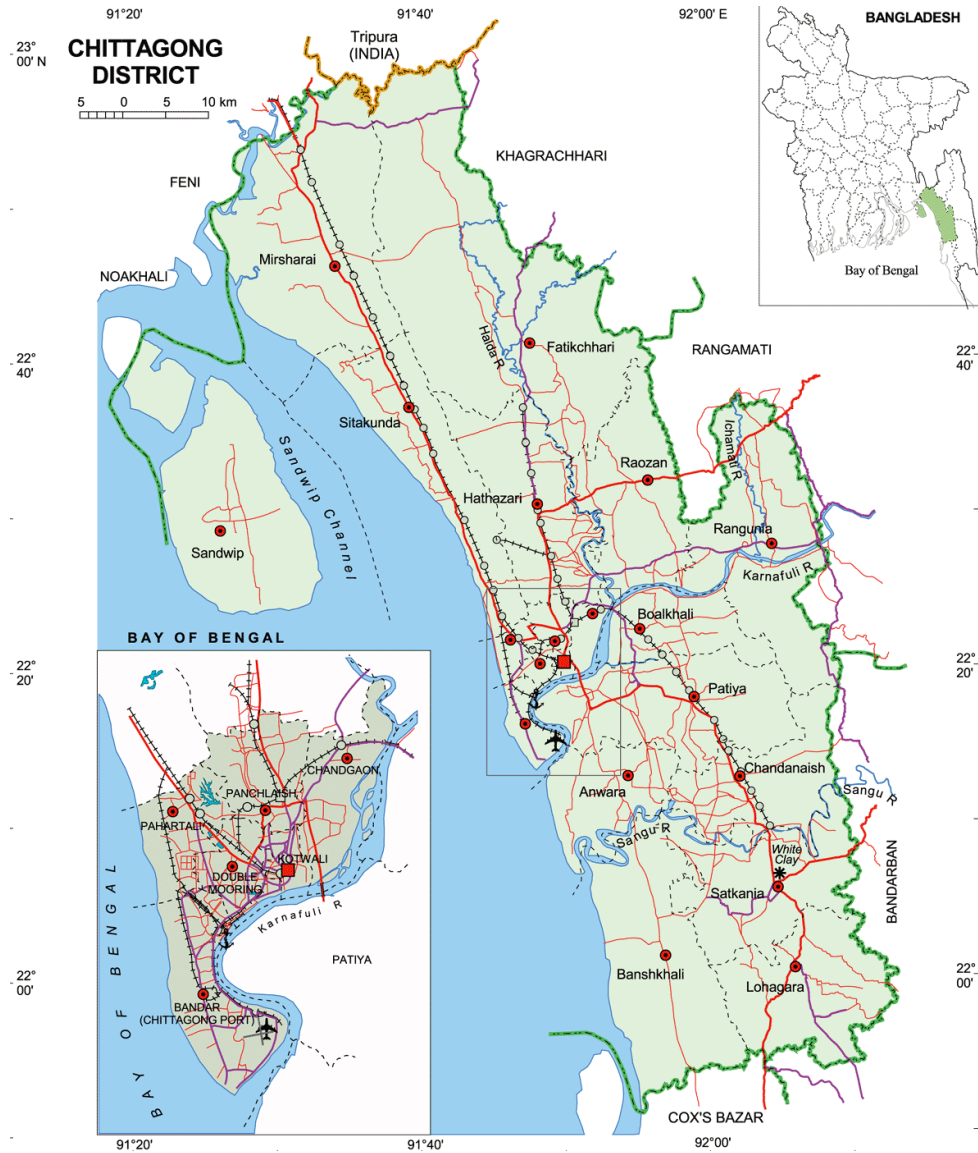 91°20'
91°40'
92°00' E
23°
00' N
CHITTAGONG
DISTRICT
5 0 5 10 km
Tripura
(INDIA)
BANGLADESH
Bay of Bengal
KHAGRACHHARI
FENI
NOAKHALI
Mirsharai
Halda R
Fatikchhari
RANGAMATI
22°
40'
22°
40'
Sitakunda
Sandwip Channel
Ichamati R
Raozan
Hathazari
Rangunia
Sandwip
Karnafuli R
Boalkhali
BAY OF BENGAL
22°
20'
22°
20'
Patiya
Chandanaish
Anwara
Sangu R
Sangu R
White
Clay
Satkania
BANDARBAN
Banshkhali
Lohagara
22°
00'
22°
00'
COX'S BAZAR
CHANDGAON
PANCHLAISH
PAHARTALI
KOTWALI
DOUBLE
MOORING
Karnafuli R
PATIYA
BANDAR
(CHITTAGONG PORT)
BAY OF BENGAL
91°20'
91°40'
92°00'